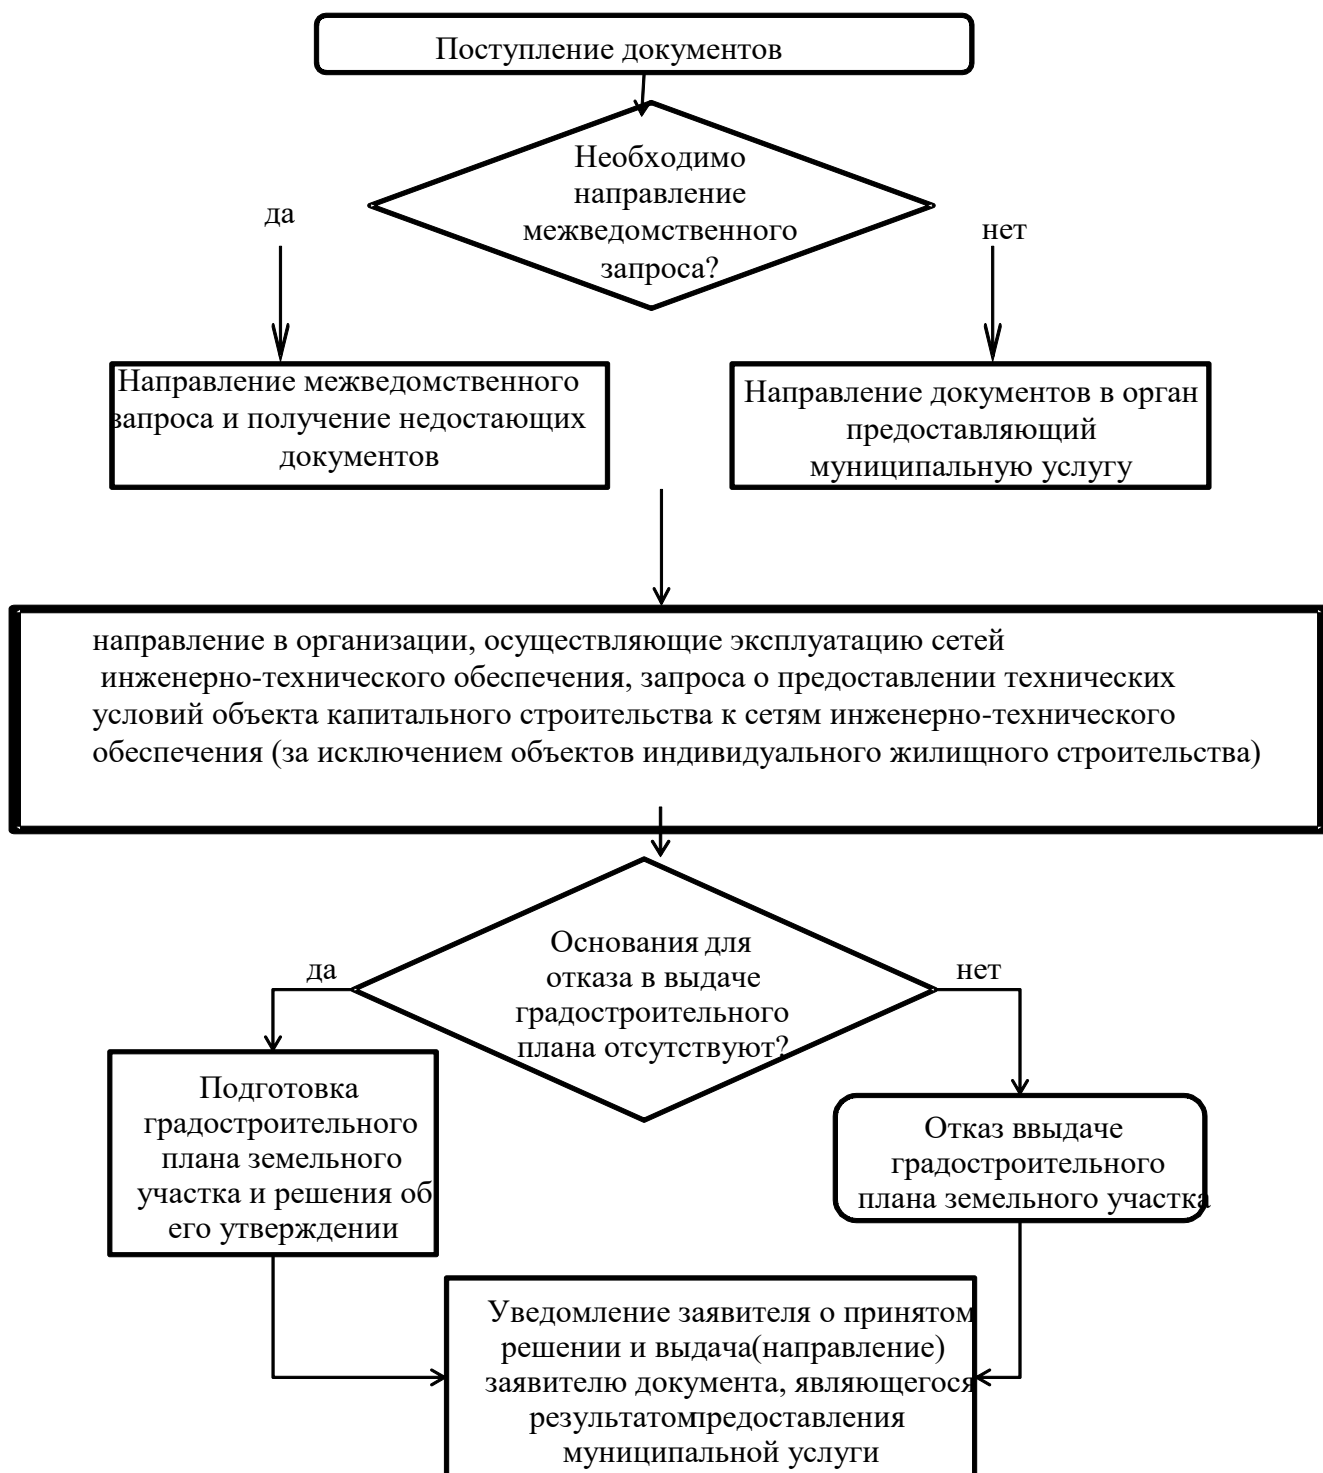 Поступление документов
Необходимо
направление
межведомственного
запроса?
да
нет
Направление межведомственного
запроса и получение недостающих
документов
Направление документов в орган
предоставляющий
муниципальную услугу
направление в организации, осуществляющие эксплуатацию сетей
инженерно-технического обеспечения, запроса о предоставлении технических
условий объекта капитального строительства к сетям инженерно-технического
обеспечения (за исключением объектов индивидуального жилищного строительства)
Основания для
отказа в выдаче
градостроительного
плана отсутствуют?
да
нет
Подготовка
градостроительного
плана земельного
участка и решения об
его утверждении
Отказ ввыдаче
градостроительного
плана земельного участка
Уведомление заявителя о принятом
решении и выдача(направление)
заявителю документа, являющегося
результатомпредоставления
муниципальной услуги